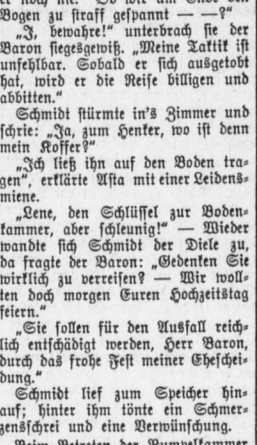 Bogen zu straff gespannt — —?"
„J, bewahre!" unterbrach sie der
Baron siegesgewiß. „Meine Taktik ist
unfehlbar. Sobald er sich ausgetobt
hat, wird er die Reise billigen und
abbitten."
Schmidt stürmte in's Zimmer und
schrie: „Ja, zum Henker, wo ist denn
mein Koffer?"
„Ich ließ ihn auf den Boden tra-
gen", erklärte Asta mit einer Leidens-
miene.
„Lene, den Schlüssel zur Boden-
kammer, aber schleunig!" — Wieder
wandte sich Schmidt der Diele zu,
da fragte der Baron: „Gedenken Sie
wirklich zu verreisen? — Wir woll-
ten doch morgen Euren Hochzeitstag
feiern."
„Sie sollen für den Ausfall reich-
lich entschädigt werden, Herr Baron,
durch das frohe Fest meiner Eheschei-
dung."
Schmidt lief zum Speicher hin-
auf; hinter ihm tönte ein Schmer-
zensschrei und eine Verwünschung.
Beim Betreten der Rumpelkammer